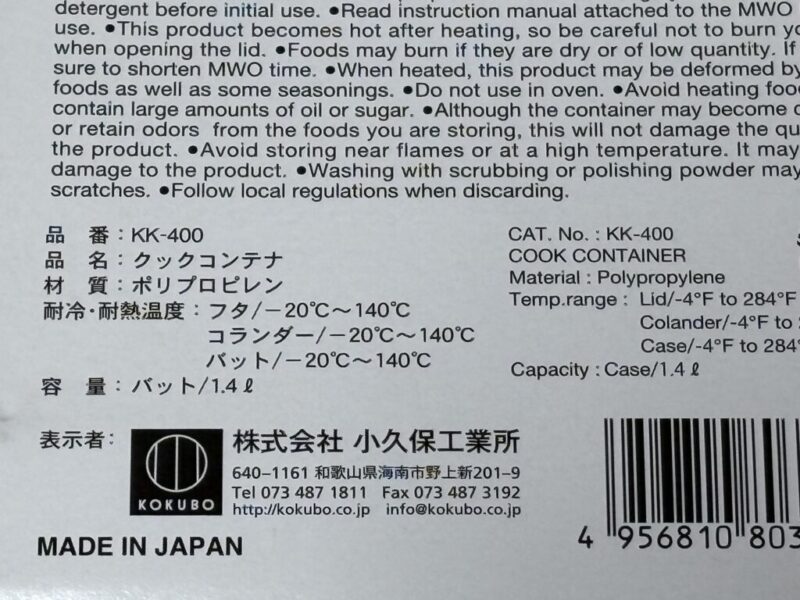 detergent before initial use. ●Read instruction manual attached to the MWO
use. ●This product becomes hot after heating, so be careful not to burn
when opening the lid. ●Foods may burn if they are dry or of low quantity. If
sure to shorten MWO time. ●When heated, this product may be deformed by
foods as well as some seasonings. ●Do not use in oven. ●Avoid heating
contain large amounts of oil or sugar. ●Although the container may become
or retain odors from the foods you are storing, this will not damage the
the product. ●Avoid storing near flames or at a high temperature. It may
damage to the product. ●Washing with scrubbing or polishing powder may
scratches. ●Follow local regulations when discarding.
品 番：KK-400
品 名：クックコンテナ
材 質：ポリプロピレン
耐冷・耐熱温度：フタ/−20℃〜140℃
コランダー/−20℃〜140℃
バット/−20℃〜140℃
容 量：バット/1.4ℓ
CAT. No. : KK-400
COOK CONTAINER
Material : Polypropylene
Temp.range : Lid/-4°F to 284°F
Colander/-4°F to
Case/-4°F to 284°
Capacity : Case/1.4ℓ
表示者：
KOKUBO
株式会社 小久保工業所
640−1161 和歌山県海南市野上新201−9
Tel 073 487 1811 Fax 073 487 3192
http://kokubo.co.jp info@kokubo.co.jp
MADE IN JAPAN
4 956810 803